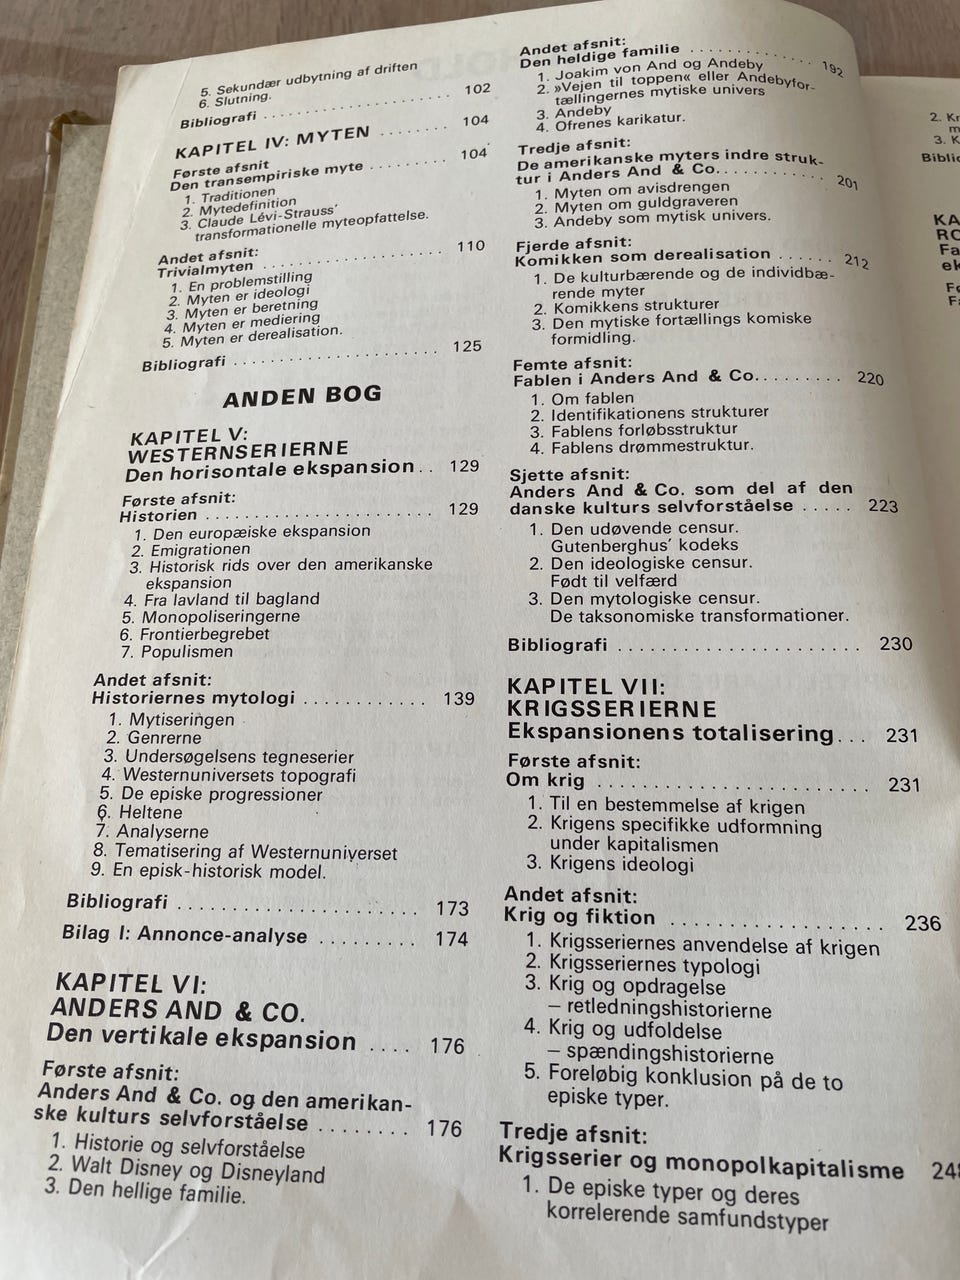 5. Sekundær udbytning af driften
6. Slutning.
Bibliografi . . . . . . . . . . . . . . . . . . . . 102
KAPITEL IV: MYTEN . . . . . . . . 104
Første afsnit
Den transempiriske myte . . . . . . . . . 104
1. Traditionen
2. Mytedefinition
3. Claude Lévi-Strauss'
transformationelle myteopfattelse.
Andet afsnit:
Trivialmyten . . . . . . . . . . . . . . . . . . 110
1. En problemstilling
2. Myten er ideologi
3. Myten er beretning
4. Myten er mediering
5. Myten er derealisation.
Bibliografi . . . . . . . . . . . . . . . . . . . . . 125
ANDEN BOG
KAPITEL V:
WESTERNSERIERNE
Den horisontale ekspansion . . 129
Første afsnit:
Historien . . . . . . . . . . . . . . . . . . . . . . . 129
1. Den europæiske ekspansion
2. Emigrationen
3. Historisk rids over den amerikanske
ekspansion
4. Fra lavland til bagland
5. Monopoliseringerne
6. Frontierbegrebet
7. Populismen
Andet afsnit:
Historiernes mytologi . . . . . . . . . . . . 139
1. Mytiseringen
2. Genrerne
3. Undersøgelsens tegneserier
4. Westernuniversets topografi
5. De episke progressioner
6. Heltene
7. Analyserne
8. Tematisering af Westernuniverset
9. En episk-historisk model.
Bibliografi . . . . . . . . . . . . . . . . . . . . . . 173
Bilag I: Annonce-analyse . . . . . . . . . 174
KAPITEL VI:
ANDERS AND & CO.
Den vertikale ekspansion . . . . 176
Første afsnit:
Anders And & Co. og den amerikan-
ske kulturs selvforståelse . . . . . . . . 176
1. Historie og selvforståelse
2. Walt Disney og Disneyland
3. Den hellige familie.
Andet afsnit:
Den heldige familie . . . . . . . . . . . . . 192
1. Joakim von And og Andeby
2. »Vejen til toppen« eller Andebyfor-
tællingernes mytiske univers
3. Andeby
4. Ofrenes karikatur.
Tredje afsnit:
De amerikanske myters indre struk-
tur i Anders And & Co. . . . . . . . . . . . 201
1. Myten om avisdrengen
2. Myten om guldgraveren
3. Andeby som mytisk univers.
Fjerde afsnit:
Komikken som derealisation . . . . . . 212
1. De kulturbærende og de individbæ-
rende myter
2. Komikkens strukturer
3. Den mytiske fortællings komiske
formidling.
Femte afsnit:
Fablen i Anders And & Co. . . . . . . . . 220
1. Om fablen
2. Identifikationens strukturer
3. Fablens forløbsstruktur
4. Fablens drømmestruktur.
Sjette afsnit:
Anders And & Co. som del af den
danske kulturs selvforståelse . . . . . 223
1. Den udøvende censur.
Gutenberghus' kodeks
2. Den ideologiske censur.
Født til velfærd
3. Den mytologiske censur.
De taksonomiske transformationer.
Bibliografi . . . . . . . . . . . . . . . . . . . . . . 230
KAPITEL VII:
KRIGSSERIERNE
Ekspansionens totalisering . . . 231
Første afsnit:
Om krig . . . . . . . . . . . . . . . . . . . . . . . . 231
1. Til en bestemmelse af krigen
2. Krigens specifikke udformning
under kapitalismen
3. Krigens ideologi
Andet afsnit:
Krig og fiktion . . . . . . . . . . . . . . . . . . 236
1. Krigsseriernes anvendelse af krigen
2. Krigsseriernes typologi
3. Krig og opdragelse
— retledningshistorierne
4. Krig og udfoldelse
— spændingshistorierne
5. Foreløbig konklusion på de to
episke typer.
Tredje afsnit:
Krigsserier og monopolkapitalisme 248
1. De episke typer og deres
korrelerende samfundstyper
2. Kr
m
3. K
Biblio
KA
RO
Fa
ek